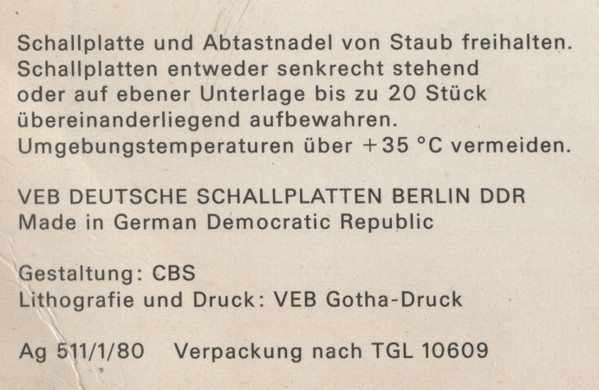 Schallplatte und Abtastnadel von Staub freihalten.
Schallplatten entweder senkrecht stehend
oder auf ebener Unterlage bis zu 20 Stück
übereinanderliegend aufbewahren.
Umgebungstemperaturen über +35 °C vermeiden.
VEB DEUTSCHE SCHALLPLATTEN BERLIN DDR
Made in German Democratic Republic
Gestaltung: CBS
Lithografie und Druck: VEB Gotha-Druck
Ag 511/1/80 Verpackung nach TGL 10609